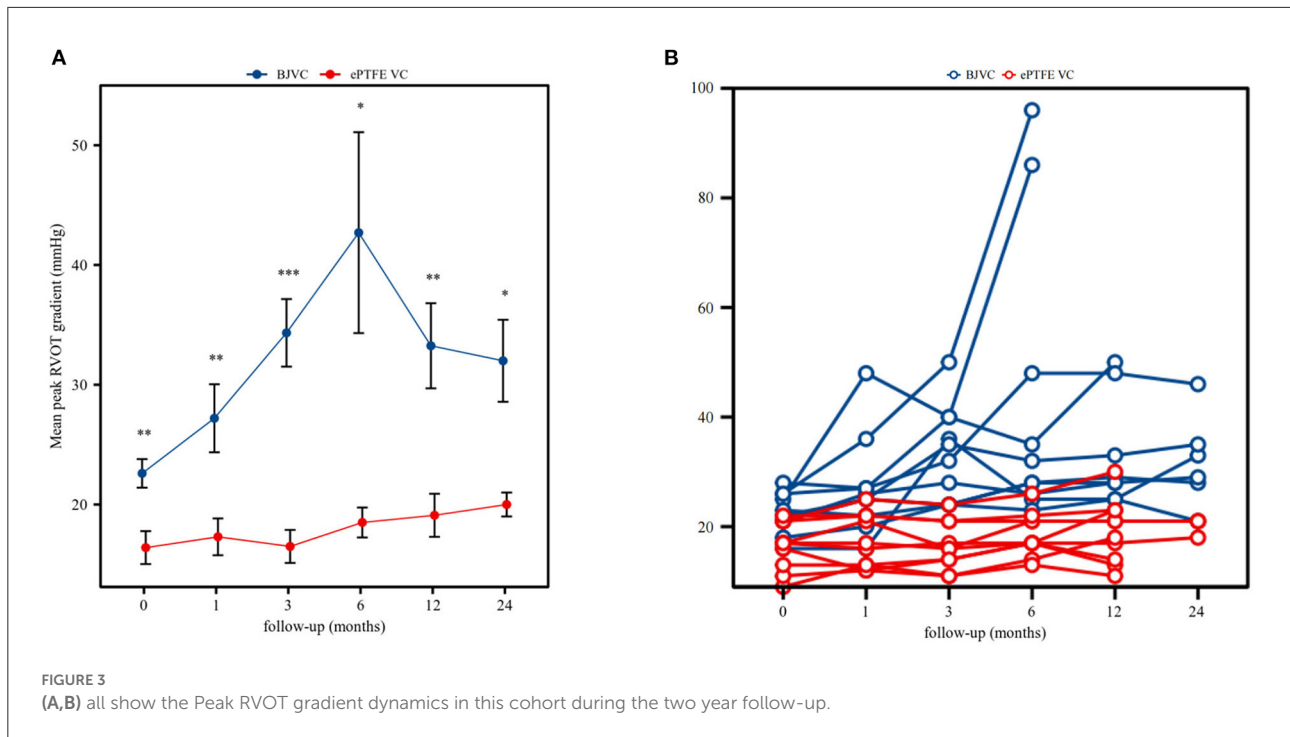 A
BJVC ePTFE VC
Mean peak RVOT gradient (mmHg)
50
40
30
20
*
**
***
**
**
*
0 1 3 6 12 24
follow-up (months)
B
BJVC ePTFE VC
100
80
60
40
20
0 1 3 6 12 24
follow-up (months)
FIGURE 3
(A,B) all show the Peak RVOT gradient dynamics in this cohort during the two year follow-up.